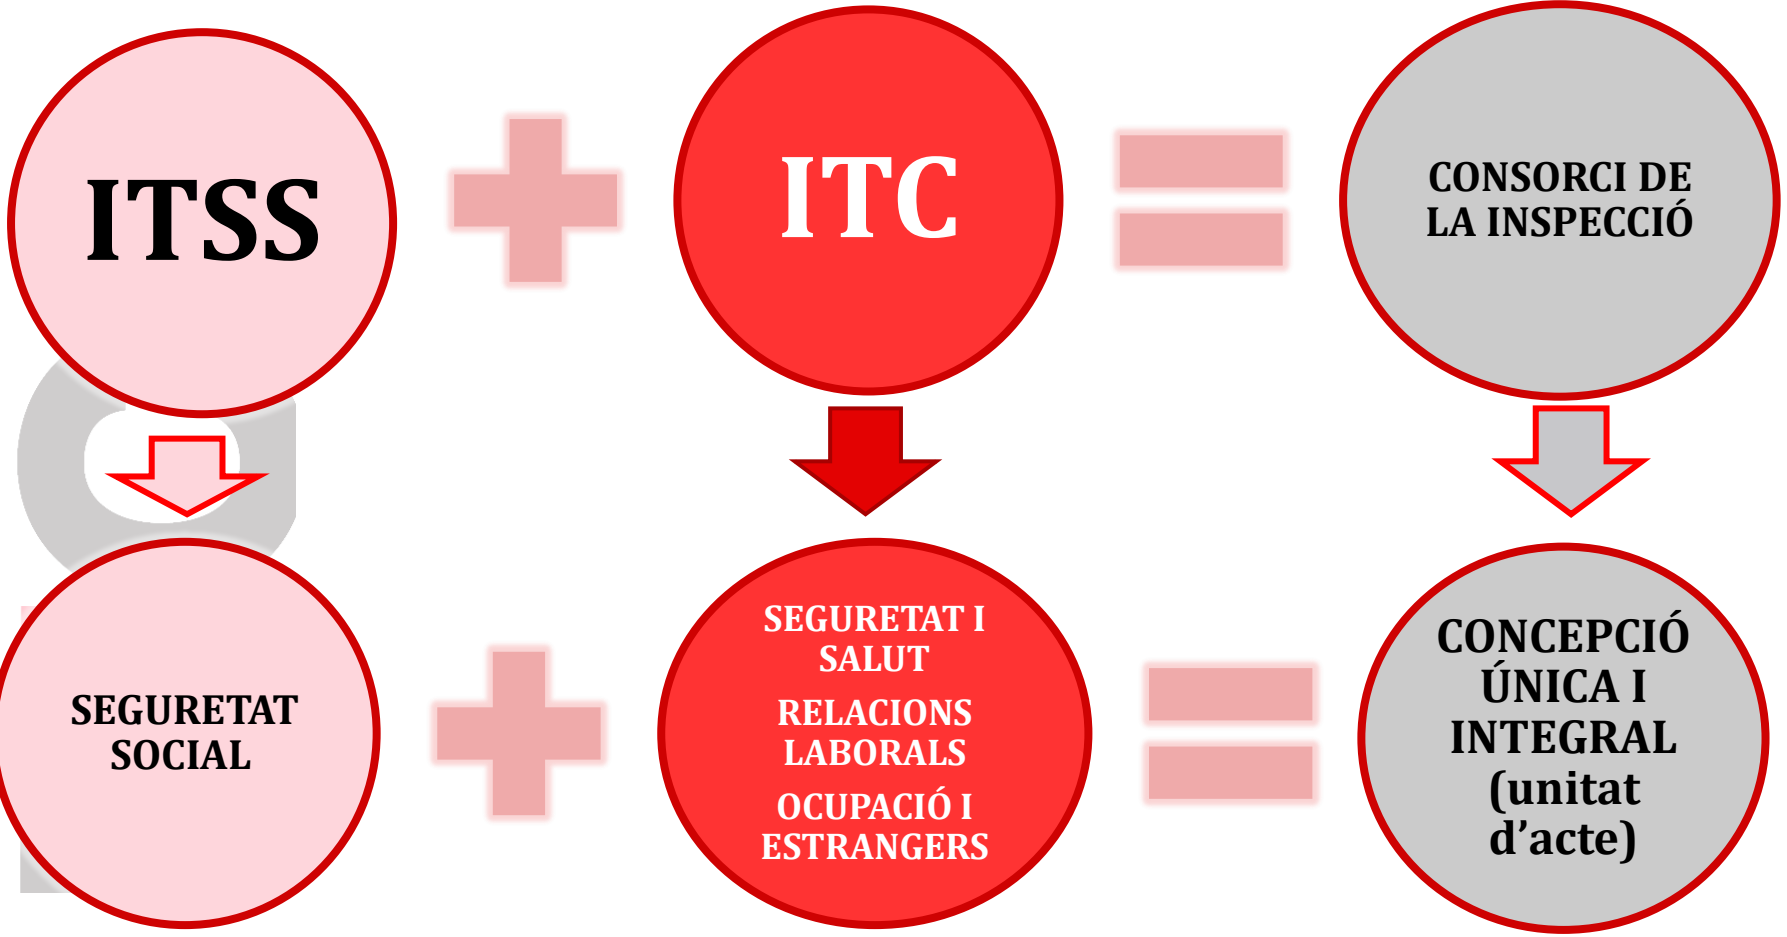 ITSS
ITC
CONSORCI DE
LA INSPECCIÓ
SEGURETAT
SOCIAL
SEGURETAT I
SALUT
RELACIONS
LABORALS
OCUPACIÓ I
ESTRANGERS
CONCEPCIÓ
ÚNICA I
INTEGRAL
(unitat
d’acte)